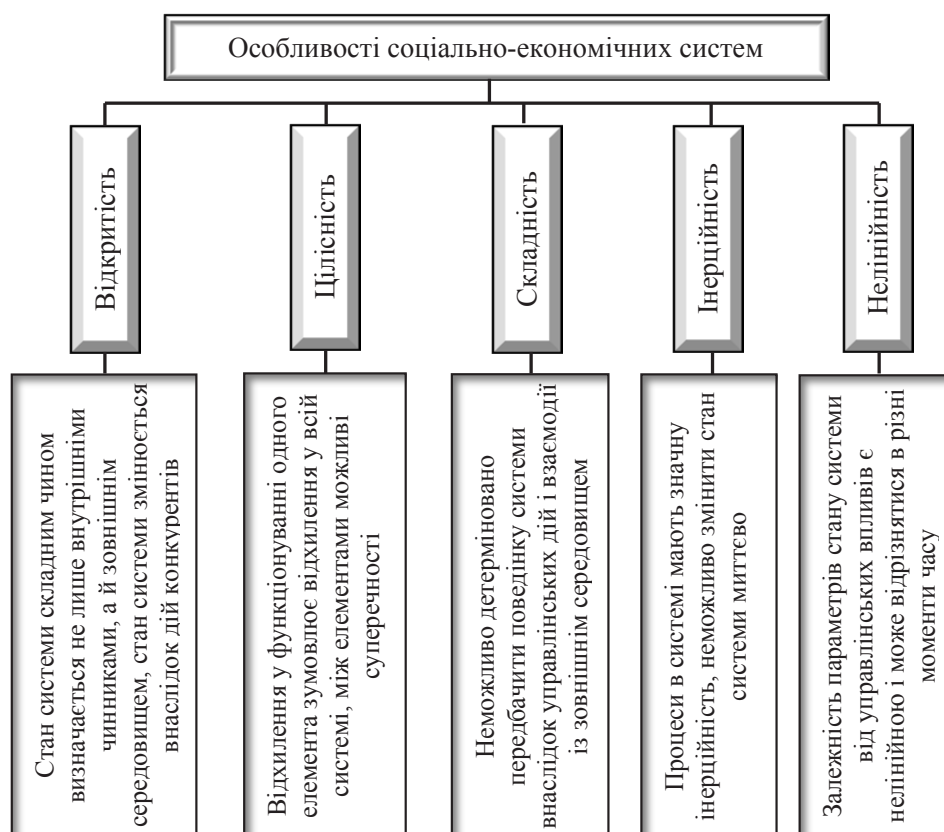 Особливості соціально-економічних систем
Відкритість
Цілісність
Складність
Інерційність
Нелінійність
Стан системи складним чином
визначається не лише внутрішніми
чинниками, а й зовнішнім
середовищем, стан системи змінюється
внаслідок дій конкурентів
Відхилення у функціонуванні одного
елемента зумовлює відхилення у всій
системі, між елементами можливі
суперечності
Неможливо детерміновано
передбачити поведінку системи
внаслідок управлінських дій і взаємодії
із зовнішнім середовищем
Процеси в системі мають значну
інерційність, неможливо змінити стан
системи миттєво
Залежність параметрів стану системи
від управлінських впливів є
нелінійною і може відрізнятися в різні
моменти часу